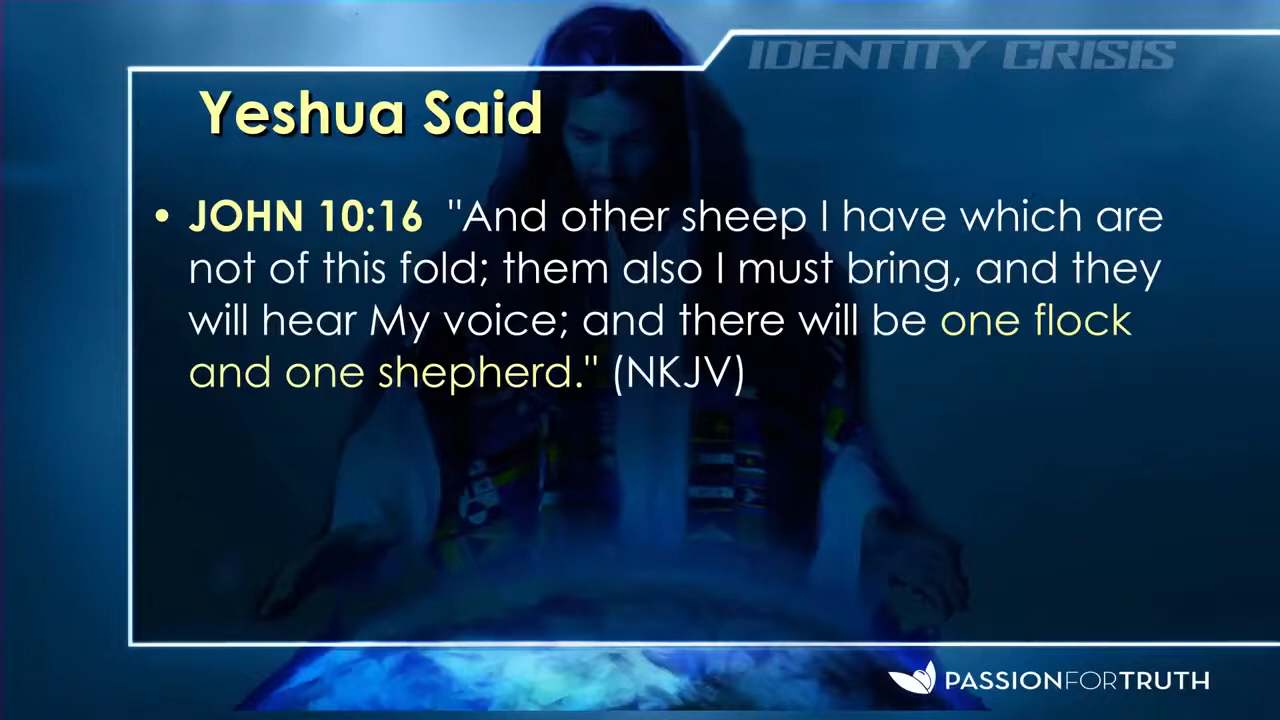 IDENTITY CRISIS
Yeshua Said
• JOHN 10:16 "And other sheep I have which are
not of this fold; them also I must bring, and they
will hear My voice; and there will be one flock
and one shepherd." (NKJV)
PASSIONFORTRUTH